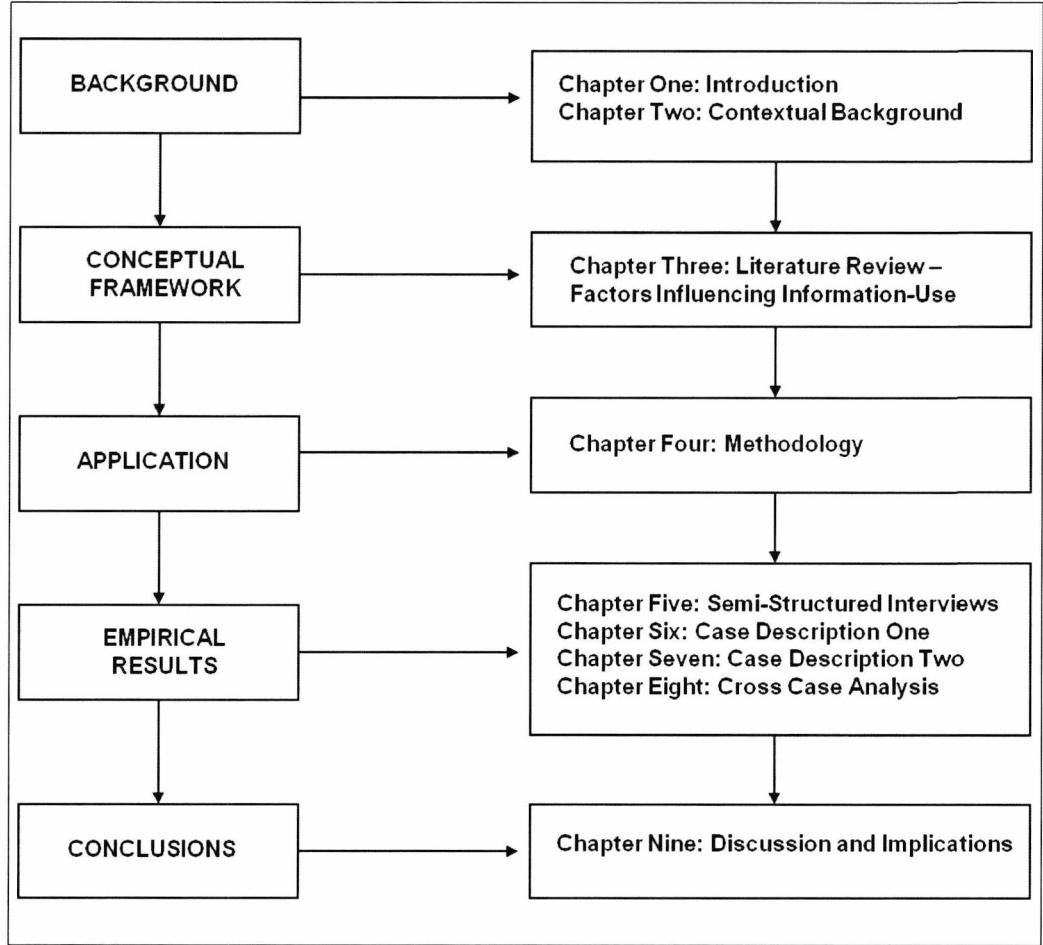 BACKGROUND
Chapter One: Introduction
Chapter Two: Contextual Background
CONCEPTUAL
FRAMEWORK
Chapter Three: Literature Review –
Factors Influencing Information-Use
APPLICATION
Chapter Four: Methodology
EMPIRICAL
RESULTS
Chapter Five: Semi-Structured Interviews
Chapter Six: Case Description One
Chapter Seven: Case Description Two
Chapter Eight: Cross Case Analysis
CONCLUSIONS
Chapter Nine: Discussion and Implications